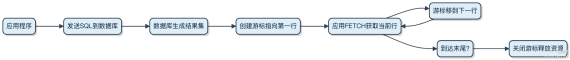 应用程序
发送SQL到数据库
数据库生成结果集
创建游标指向第一行
应用FETCH获取当前行
游标移到下一行
到达末尾?
关闭游标释放资源